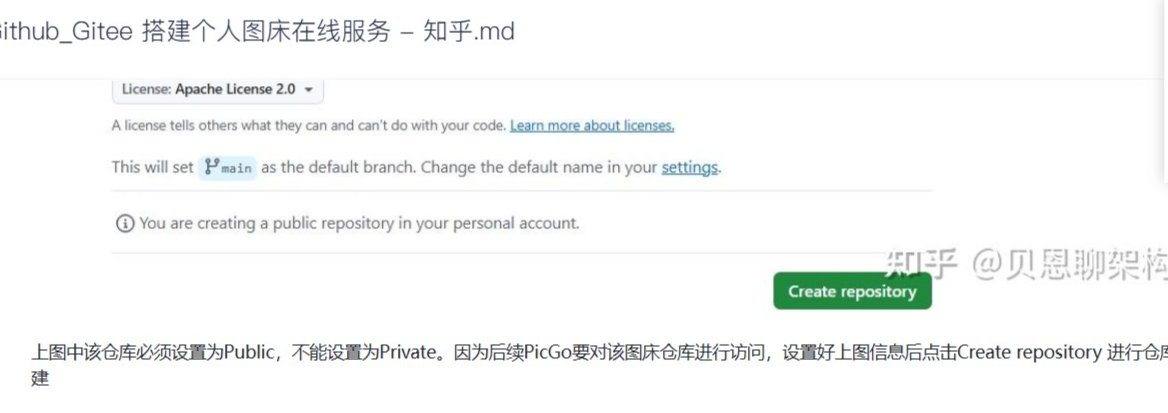 ithub_Gitee 搭建个人图床在线服务 – 知乎.md
License: Apache License 2.0
A license tells others what they can and can't do with your code. Learn more about licenses.
This will set main as the default branch. Change the default name in your settings.
You are creating a public repository in your personal account.
知乎 @贝恩聊架构
Create repository
上图中该仓库必须设置为Public，不能设置为Private。因为后续PicGo要对该图床仓库进行访问，设置好上图信息后点击Create repository 进行仓库
建